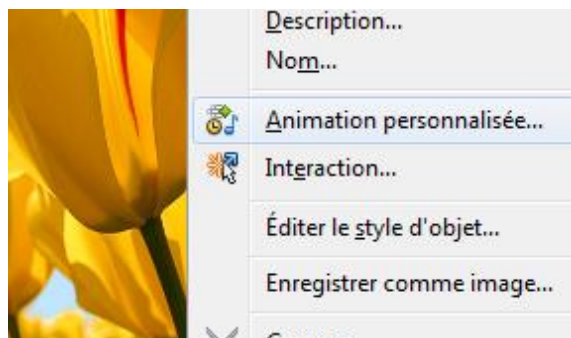 Description...
Nom...
Animation personnalisée...
Interaction...
Éditer le style d'objet...
Enregistrer comme image...